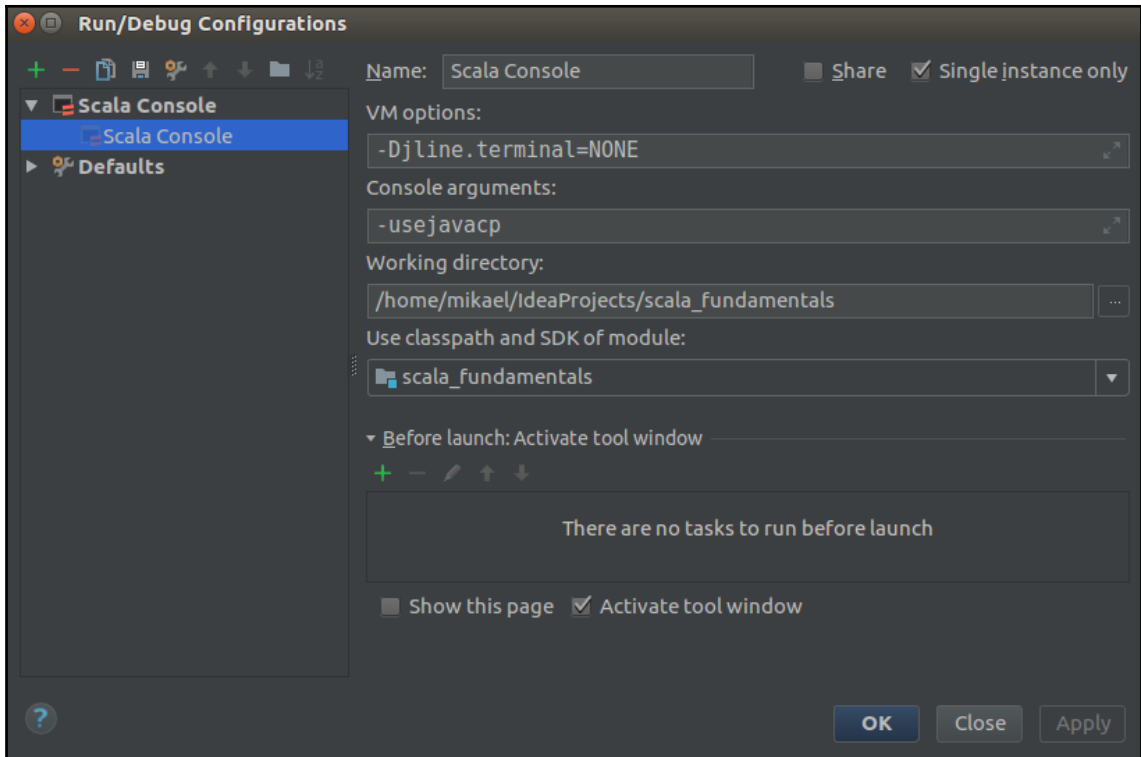 Run/Debug Configurations
Name: Scala Console Share Single instance only
Scala Console
Scala Console
Defaults
VM options:
-Djline.terminal=NONE
Console arguments:
-usejavacp
Working directory:
/home/mikael/IdeaProjects/scala_fundamentals ...
Use classpath and SDK of module:
scala_fundamentals
Before launch: Activate tool window
There are no tasks to run before launch
Show this page Activate tool window
? OK Close Apply